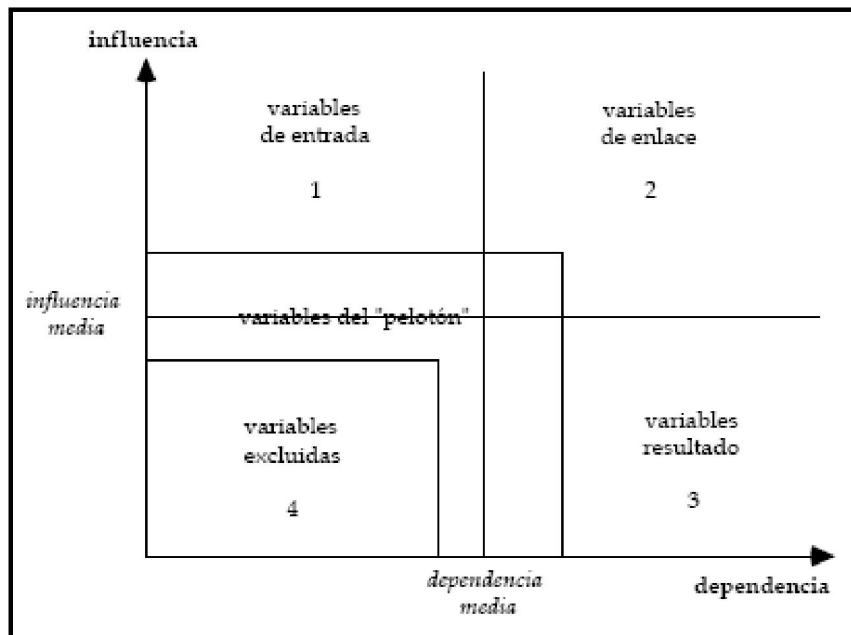 influencia
variables
de entrada
1
variables
de enlace
2
influencia
media
variables del "pelotón"
variables
excluidas
4
variables
resultado
3
dependencia
media
dependencia